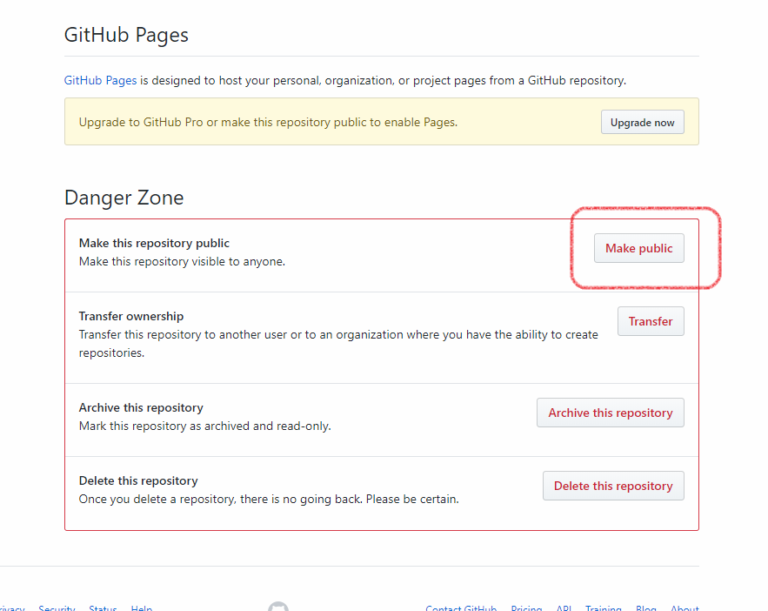 GitHub Pages
GitHub Pages is designed to host your personal, organization, or project pages from a GitHub repository.
Upgrade to GitHub Pro or make this repository public to enable Pages.
Upgrade now
Danger Zone
Make this repository public
Make this repository visible to anyone.
Make public
Transfer ownership
Transfer this repository to another user or to an organization where you have the ability to create
repositories.
Transfer
Archive this repository
Mark this repository as archived and read-only.
Archive this repository
Delete this repository
Once you delete a repository, there is no going back. Please be certain.
Delete this repository
Security Status Help Contact GitHub Pricing API Training Blog About